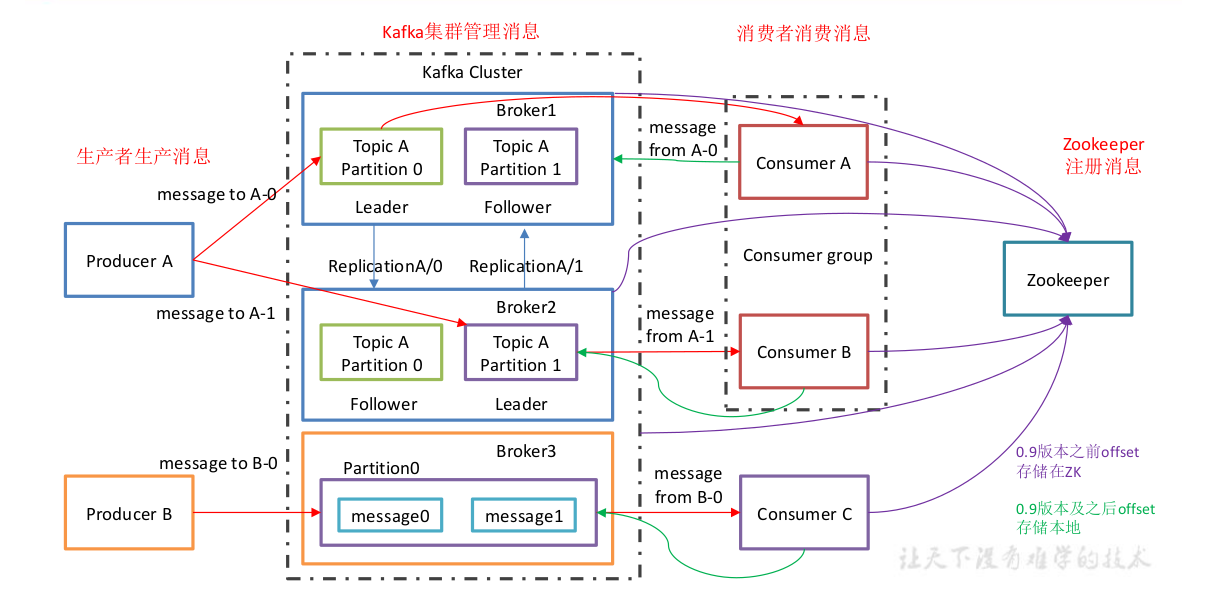 Kafka集群管理消息
消费者消费消息
Kafka Cluster
Broker1
Topic A
Partition 0
Topic A
Partition 1
Leader
Follower
生产者生产消息
message to A-0
Producer A
message to A-1
ReplicationA/0
ReplicationA/1
Broker2
Topic A
Partition 0
Topic A
Partition 1
Follower
Leader
message to B-0
Producer B
Broker3
Partition0
message0
message1
message
from A-0
Consumer A
Consumer group
message
from A-1
Consumer B
message
from B-0
Consumer C
Zookeeper
注册消息
Zookeeper
0.9版本之前offset
存储在ZK
0.9版本及之后offset
存储本地
让天下没有难学的技术